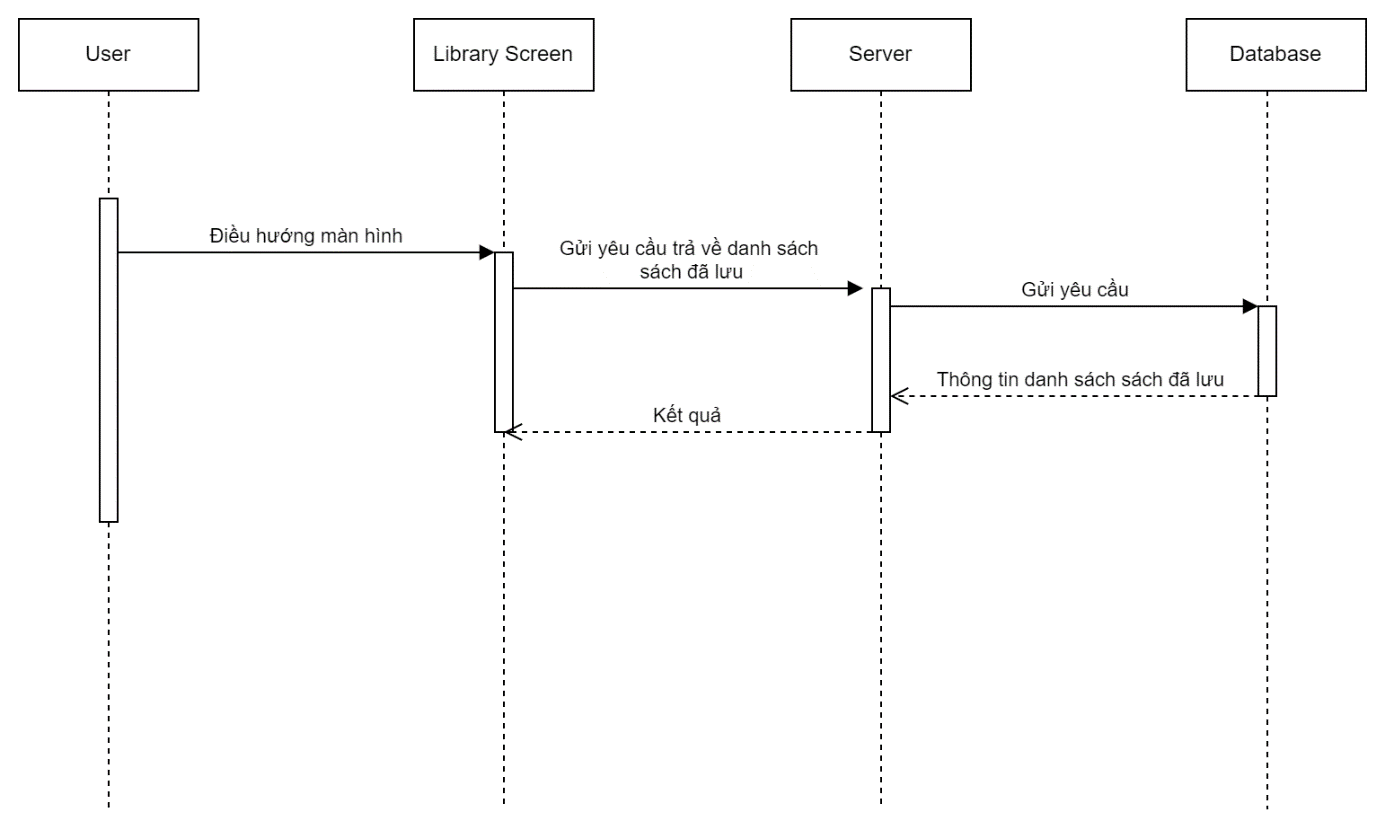 User
Library Screen
Server
Database
Điều hướng màn hình
Gửi yêu cầu trả về danh sách
sách đã lưu
Gửi yêu cầu
Thông tin danh sách sách đã lưu
Kết quả